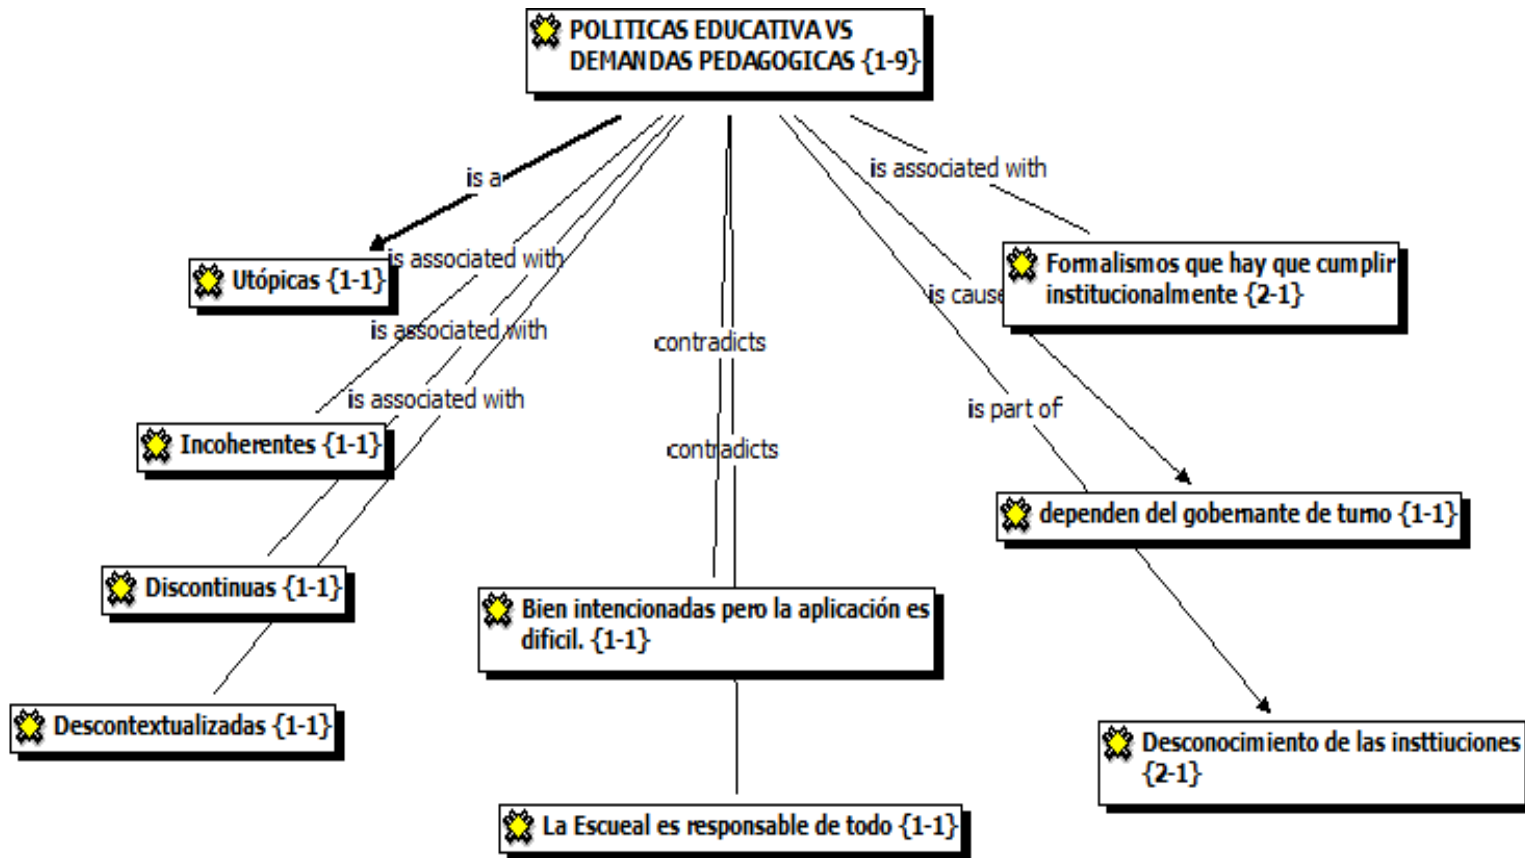 POLITICAS EDUCATIVA VS
DEMANDAS PEDAGOGICAS {1-9}
is associated with
is a
Formalismos que hay que cumplir
institucionalmente {2-1}
is associated with
Utópicas {1-1}
is cause
is associated with
contradicts
is associated with
is part of
Incoherentes {1-1}
contradicts
dependen del gobernante de turno {1-1}
Discontinuas {1-1}
Bien intencionadas pero la aplicación es
dificil. {1-1}
Descontextualizadas {1-1}
Desconocimiento de las insttiuciones
{2-1}
La Escueal es responsable de todo {1-1}